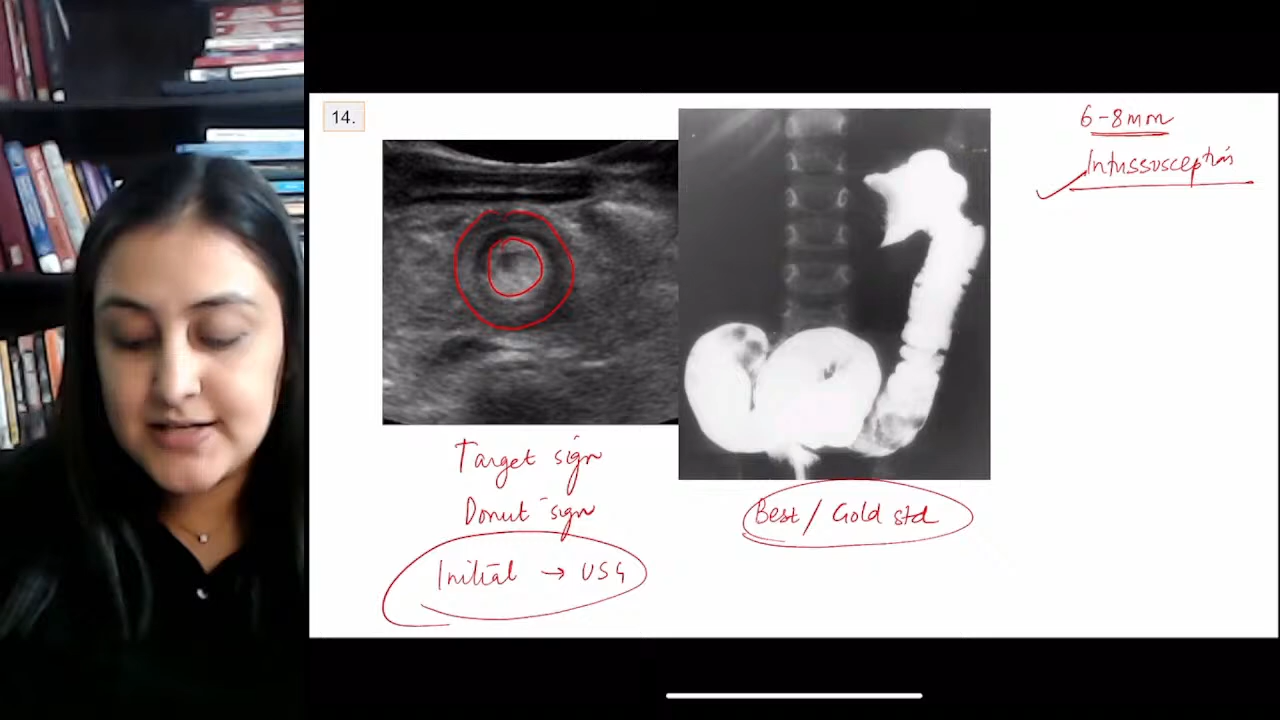 14.
6-8mm
Intussusception
Target sign
Donut sign
Initial → USG
Best / Gold std